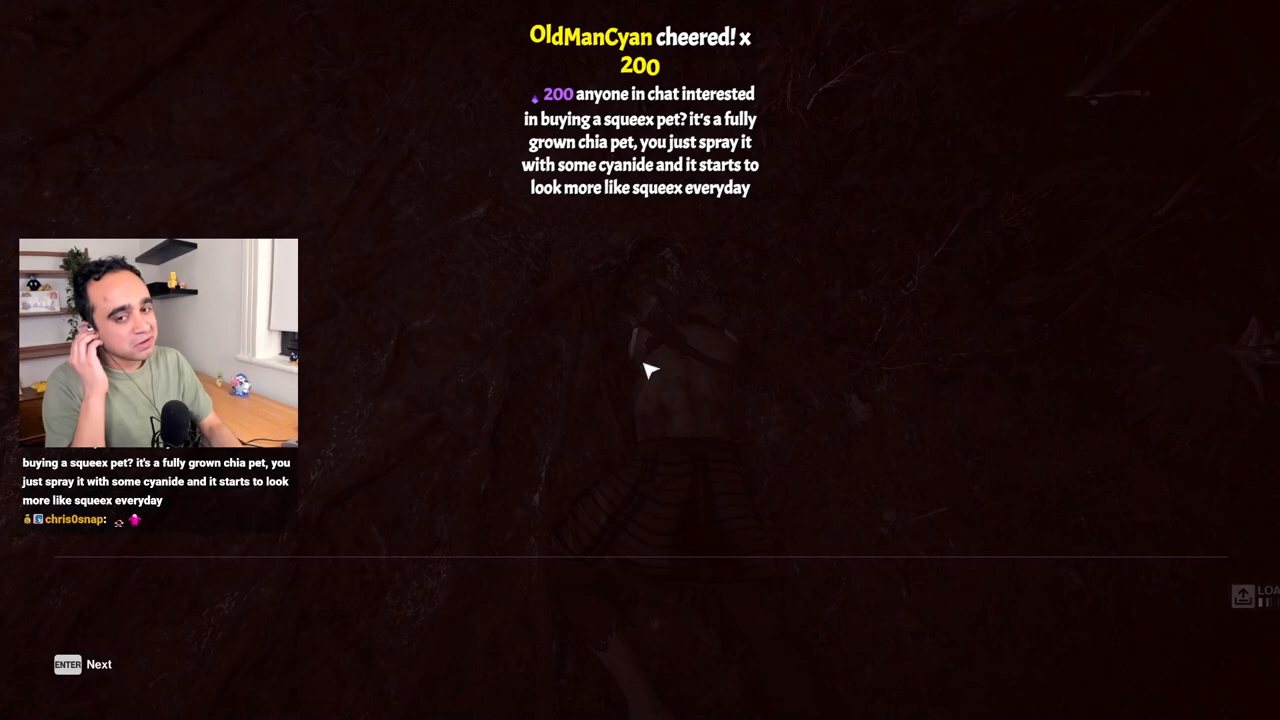 OldManCyan cheered! x
200
200 anyone in chat interested
in buying a squeex pet? it's a fully
grown chia pet, you just spray it
with some cyanide and it starts to
look more like squeex everyday
buying a squeex pet? it's a fully grown chia pet, you
just spray it with some cyanide and it starts to look
more like squeex everyday
chris0snap:
ENTER Next